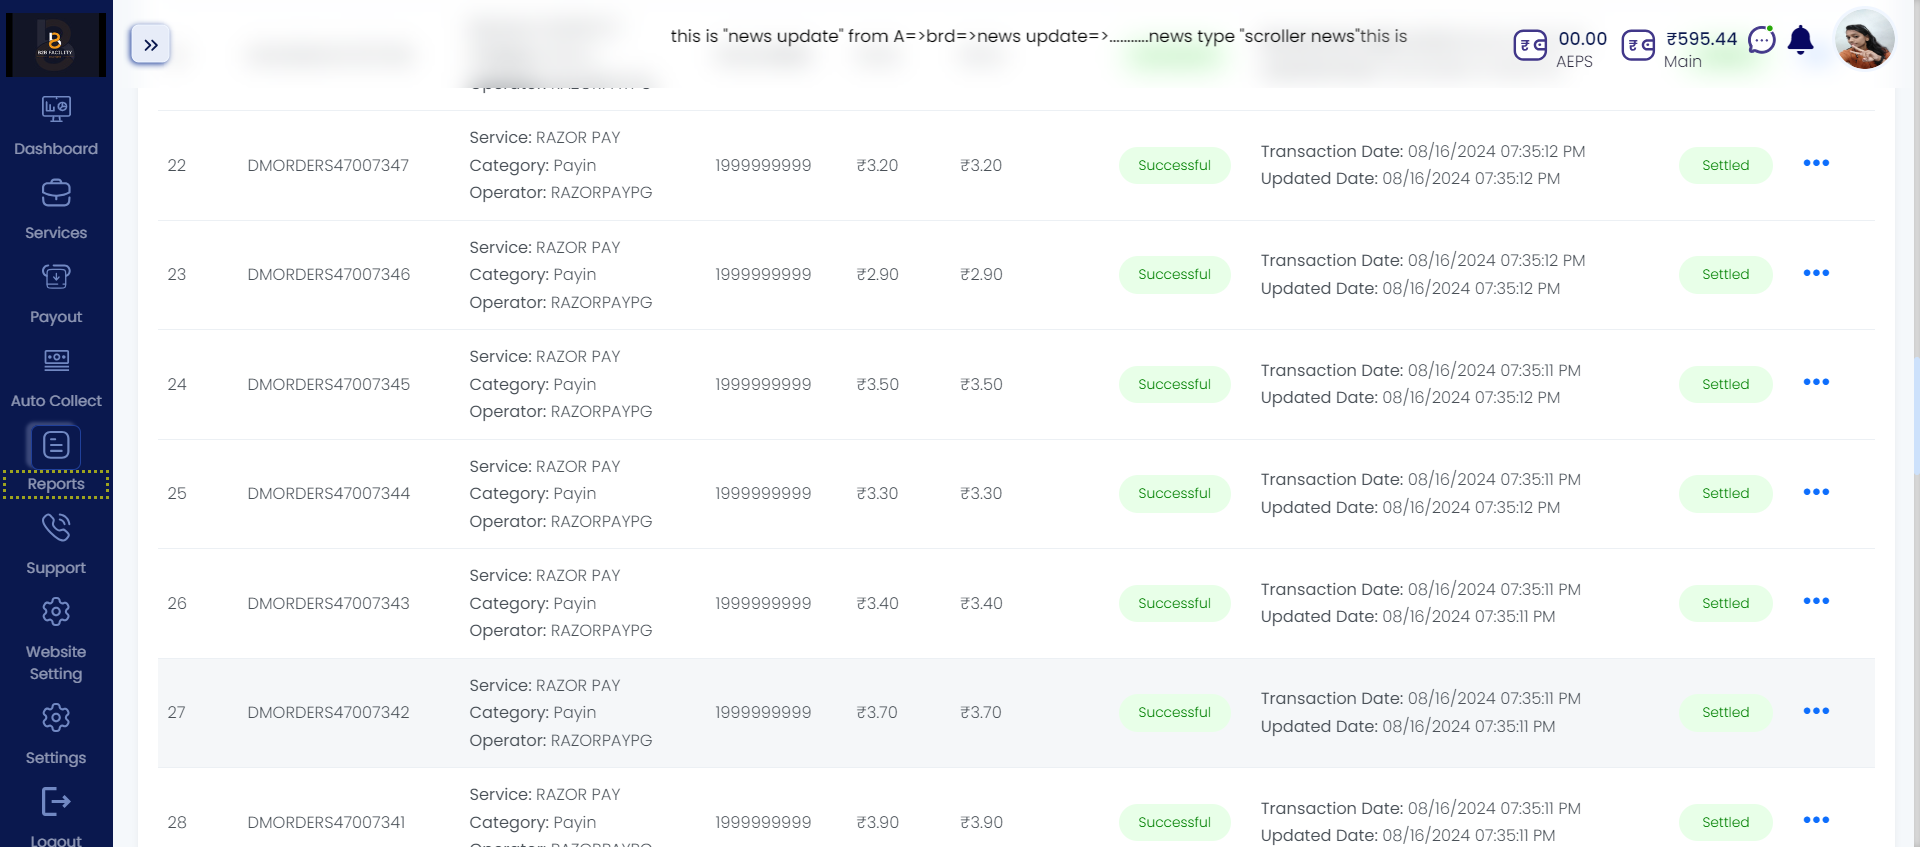 B2B FACILITY
this is "news update" from A=>brd=>news update=>...........news type "scroller news"this is
00.00
AEPS
₹595.44
Main
Dashboard
Services
Payout
Auto Collect
Reports
Support
Website
Setting
Settings
Logout
Operator: RAZORPAYPG
22 DMORDERS47007347 Service: RAZOR PAY
Category: Payin
Operator: RAZORPAYPG
1999999999 ₹3.20 ₹3.20 Successful
Transaction Date: 08/16/2024 07:35:12 PM
Updated Date: 08/16/2024 07:35:12 PM
Settled
23 DMORDERS47007346 Service: RAZOR PAY
Category: Payin
Operator: RAZORPAYPG
1999999999 ₹2.90 ₹2.90 Successful
Transaction Date: 08/16/2024 07:35:12 PM
Updated Date: 08/16/2024 07:35:12 PM
Settled
24 DMORDERS47007345 Service: RAZOR PAY
Category: Payin
Operator: RAZORPAYPG
1999999999 ₹3.50 ₹3.50 Successful
Transaction Date: 08/16/2024 07:35:11 PM
Updated Date: 08/16/2024 07:35:12 PM
Settled
25 DMORDERS47007344 Service: RAZOR PAY
Category: Payin
Operator: RAZORPAYPG
1999999999 ₹3.30 ₹3.30 Successful
Transaction Date: 08/16/2024 07:35:11 PM
Updated Date: 08/16/2024 07:35:12 PM
Settled
26 DMORDERS47007343 Service: RAZOR PAY
Category: Payin
Operator: RAZORPAYPG
1999999999 ₹3.40 ₹3.40 Successful
Transaction Date: 08/16/2024 07:35:11 PM
Updated Date: 08/16/2024 07:35:11 PM
Settled
27 DMORDERS47007342 Service: RAZOR PAY
Category: Payin
Operator: RAZORPAYPG
1999999999 ₹3.70 ₹3.70 Successful
Transaction Date: 08/16/2024 07:35:11 PM
Updated Date: 08/16/2024 07:35:11 PM
Settled
28 DMORDERS47007341 Service: RAZOR PAY
Category: Payin
Operator: RAZORPAYPG
1999999999 ₹3.90 ₹3.90 Successful
Transaction Date: 08/16/2024 07:35:11 PM
Updated Date: 08/16/2024 07:35:11 PM
Settled